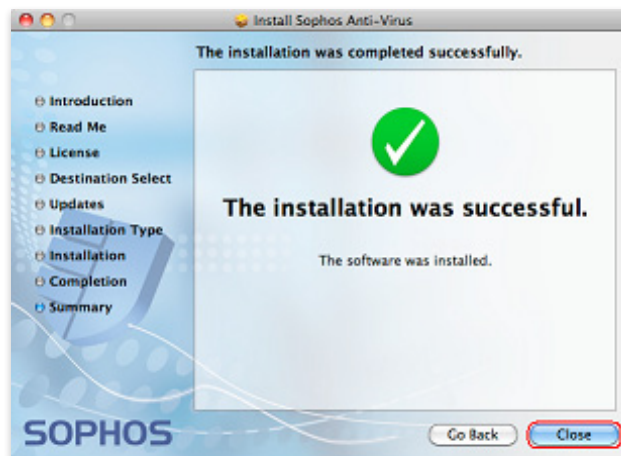 Install Sophos Anti-Virus
The installation was completed successfully.
Introduction
Read Me
License
Destination Select
Updates
Installation Type
Installation
Completion
Summary
The installation was successful.
The software was installed.
SOPHOS
Go Back
Close